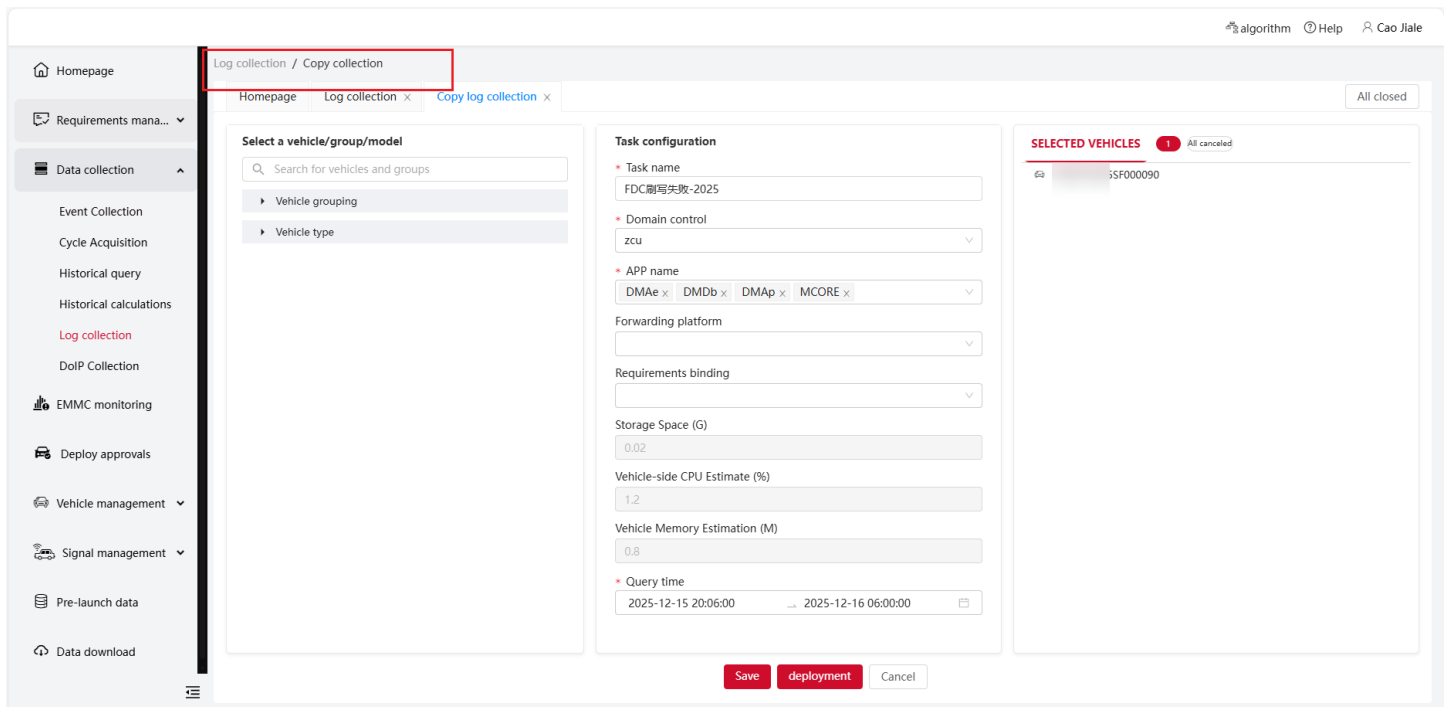 algorithm Help Cao Jiale
Homepage
Requirements mana...
Data collection
Event Collection
Cycle Acquisition
Historical query
Historical calculations
Log collection
DoIP Collection
EMMC monitoring
Deploy approvals
Vehicle management
Signal management
Pre-launch data
Data download
Log collection / Copy collection
Homepage Log collection × Copy log collection × All closed
Select a vehicle/group/model
Search for vehicles and groups
Vehicle grouping
Vehicle type
Task configuration
* Task name
FDC刷写失败-2025
* Domain control
zcu
* APP name
DMAe × DMDb × DMAp × MCORE ×
Forwarding platform
Requirements binding
Storage Space (G)
0.02
Vehicle-side CPU Estimate (%)
1.2
Vehicle Memory Estimation (M)
0.8
* Query time
2025-12-15 20:06:00 → 2025-12-16 06:00:00
SELECTED VEHICLES 1 All canceled
SF000090
Save deployment Cancel